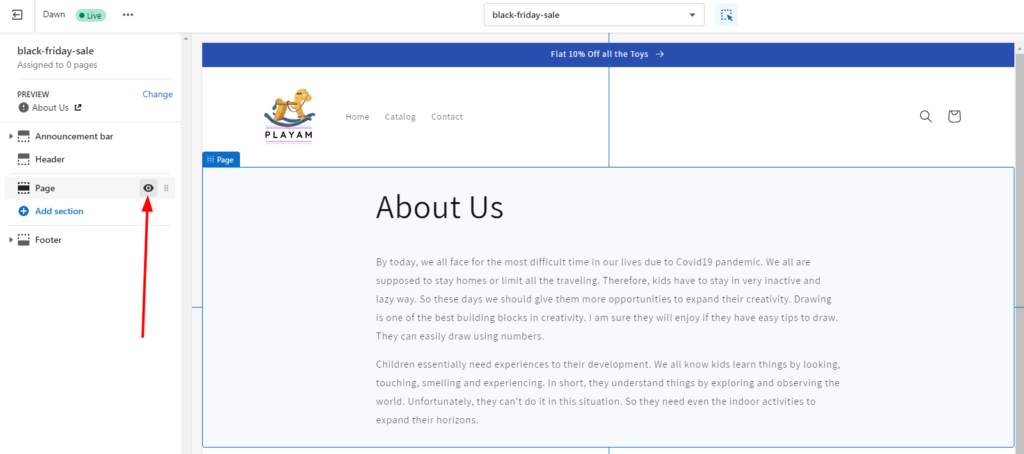 Dawn Live black-friday-sale
black-friday-sale
Assigned to 0 pages
PREVIEW Change
About Us
Announcement bar
Header
Page
Add section
Footer
Flat 10% Off all the Toys
PLAYAM
Home Catalog Contact
Page
About Us
By today, we all face for the most difficult time in our lives due to Covid19 pandemic. We all are
supposed to stay homes or limit all the traveling. Therefore, kids have to stay in very inactive and
lazy way. So these days we should give them more opportunities to expand their creativity. Drawing
is one of the best building blocks in creativity. I am sure they will enjoy if they have easy tips to draw.
They can easily draw using numbers.
Children essentially need experiences to their development. We all know kids learn things by looking,
touching, smelling and experiencing. In short, they understand things by exploring and observing the
world. Unfortunately, they can't do it in this situation. So they need even the indoor activities to
expand their horizons.